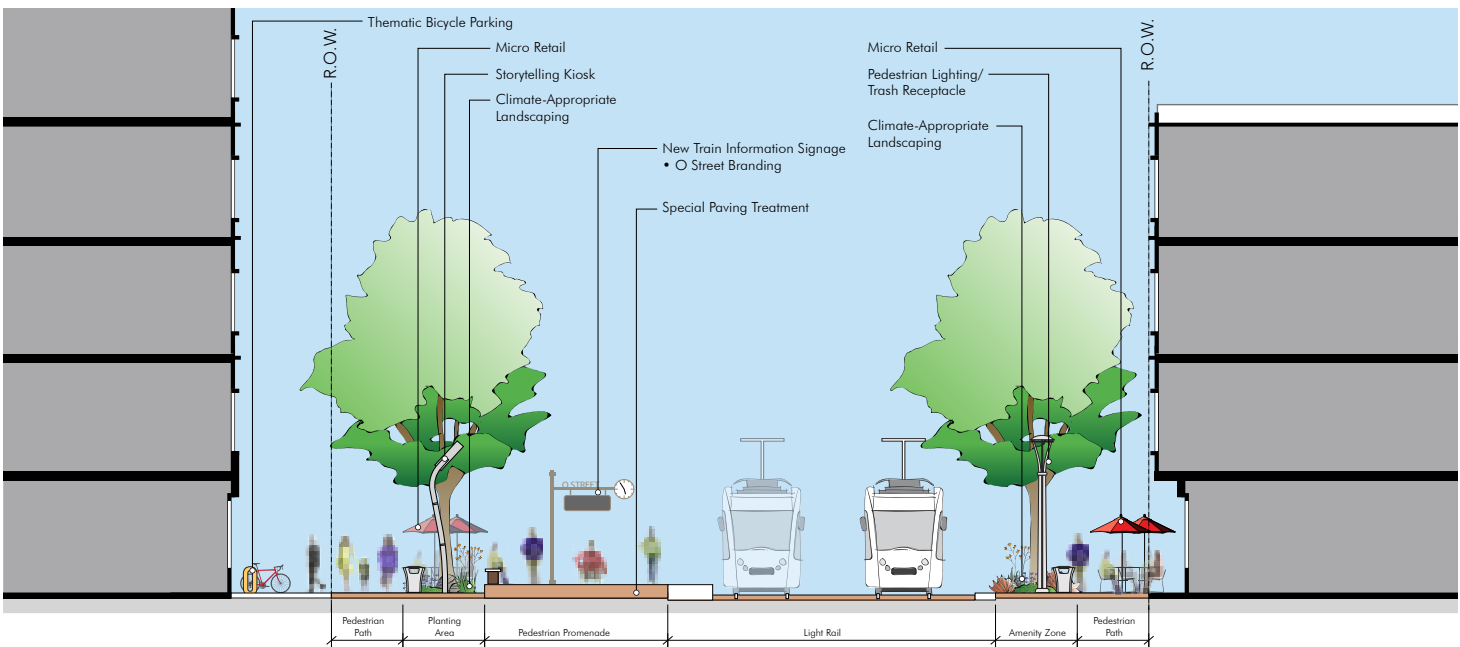 Thematic Bicycle Parking
R.O.W.
Micro Retail
Storytelling Kiosk
Climate-Appropriate
Landscaping
New Train Information Signage
• O Street Branding
Special Paving Treatment
Micro Retail
Pedestrian Lighting/
Trash Receptacle
Climate-Appropriate
Landscaping
R.O.W.
O STREET
Pedestrian
Path
Planting
Area
Pedestrian Promenade
Light Rail
Amenity Zone
Pedestrian
Path